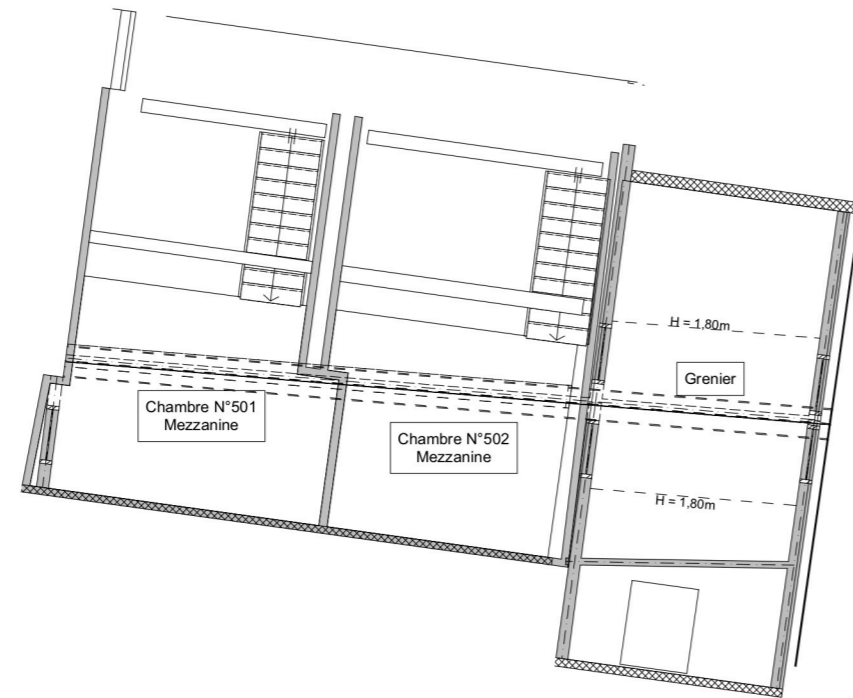 H = 1,80m
Grenier
Chambre N°501
Mezzanine
Chambre N°502
Mezzanine
H = 1,80m